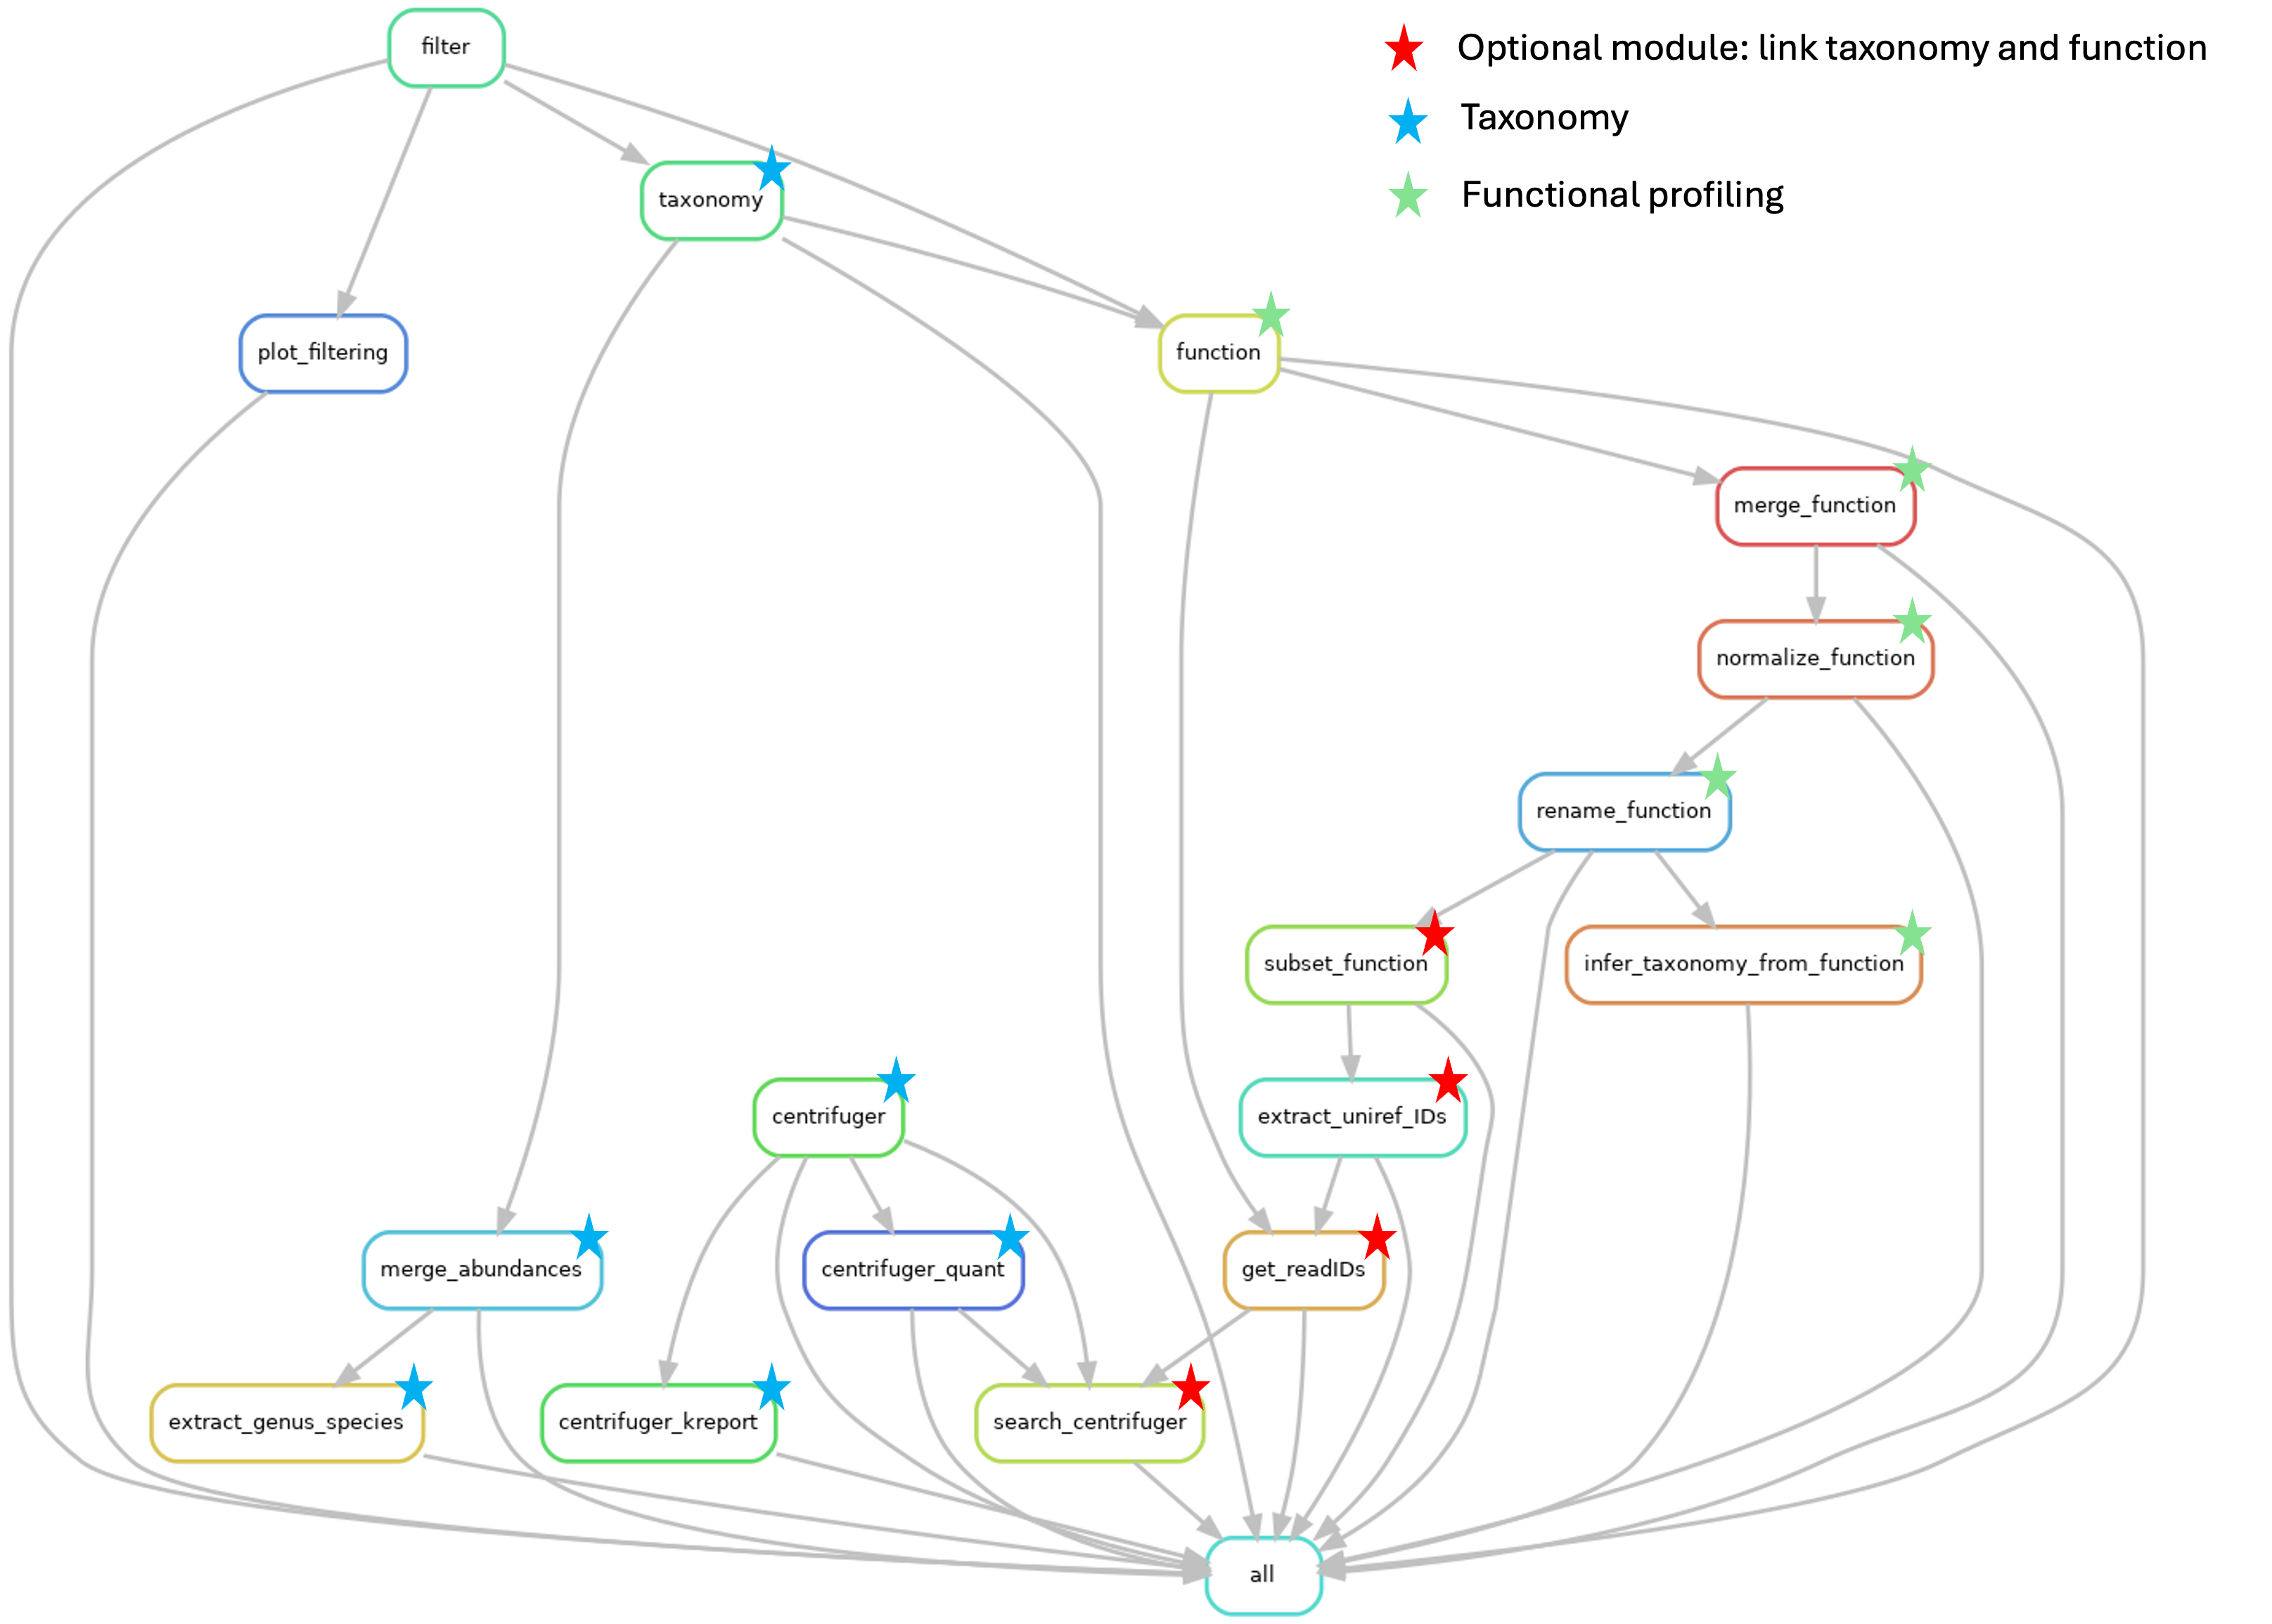 filter
Optional module: link taxonomy and function
Taxonomy
Functional profiling
taxonomy
plot_filtering
function
merge_function
normalize_function
rename_function
subset_function
infer_taxonomy_from_function
centrifuger
extract_uniref_IDs
merge_abundances
centrifuger_quant
get_readIDs
extract_genus_species
centrifuger_kreport
search_centrifuger
all